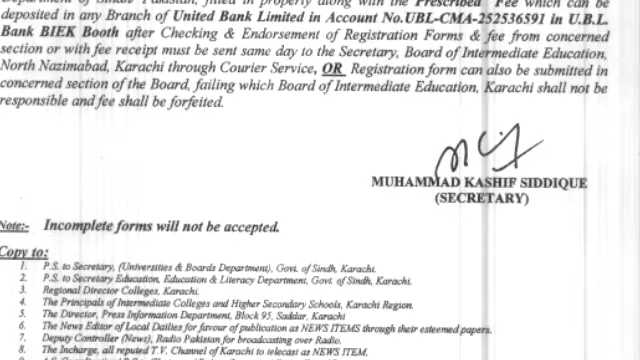 Department of Sindh Pakistan, filled in properly along with the Prescribed Fee which can be
deposited in any Branch of United Bank Limited in Account No.UBL-CMA-252536591 in U.B.L.
Bank BIEK Booth after Checking & Endorsement of Registration Forms & fee from concerned
section or with fee receipt must be sent same day to the Secretary, Board of Intermediate Education,
North Nazimabad, Karachi through Courier Service, OR Registration form can also be submitted in
concerned section of the Board, failing which Board of Intermediate Education, Karachi shall not be
responsible and fee shall be forfeited.
MUHAMMAD KASHIF SIDDIQUE
(SECRETARY)
Note:- Incomplete forms will not be accepted.
Copy to:
1. P.S. to Secretary, (Universities & Boards Department), Govt. of Sindh, Karachi.
2. P.S. to Secretary Education, Education & Literacy Department, Govt. of Sindh, Karachi.
3. Regional Director Colleges, Karachi.
4. The Principals of Intermediate Colleges and Higher Secondary Schools, Karachi Region.
5. The Director, Press Information Department, Block 95, Saddar, Karachi
6. The News Editor of Local Dailies for favour of publication as NEWS ITEMS through their esteemed papers.
7. Deputy Controller (News), Radio Pakistan for broadcasting over Radio.
8. The Incharge, all reputed T.V. Channel of Karachi to telecast as NEWS ITEM.